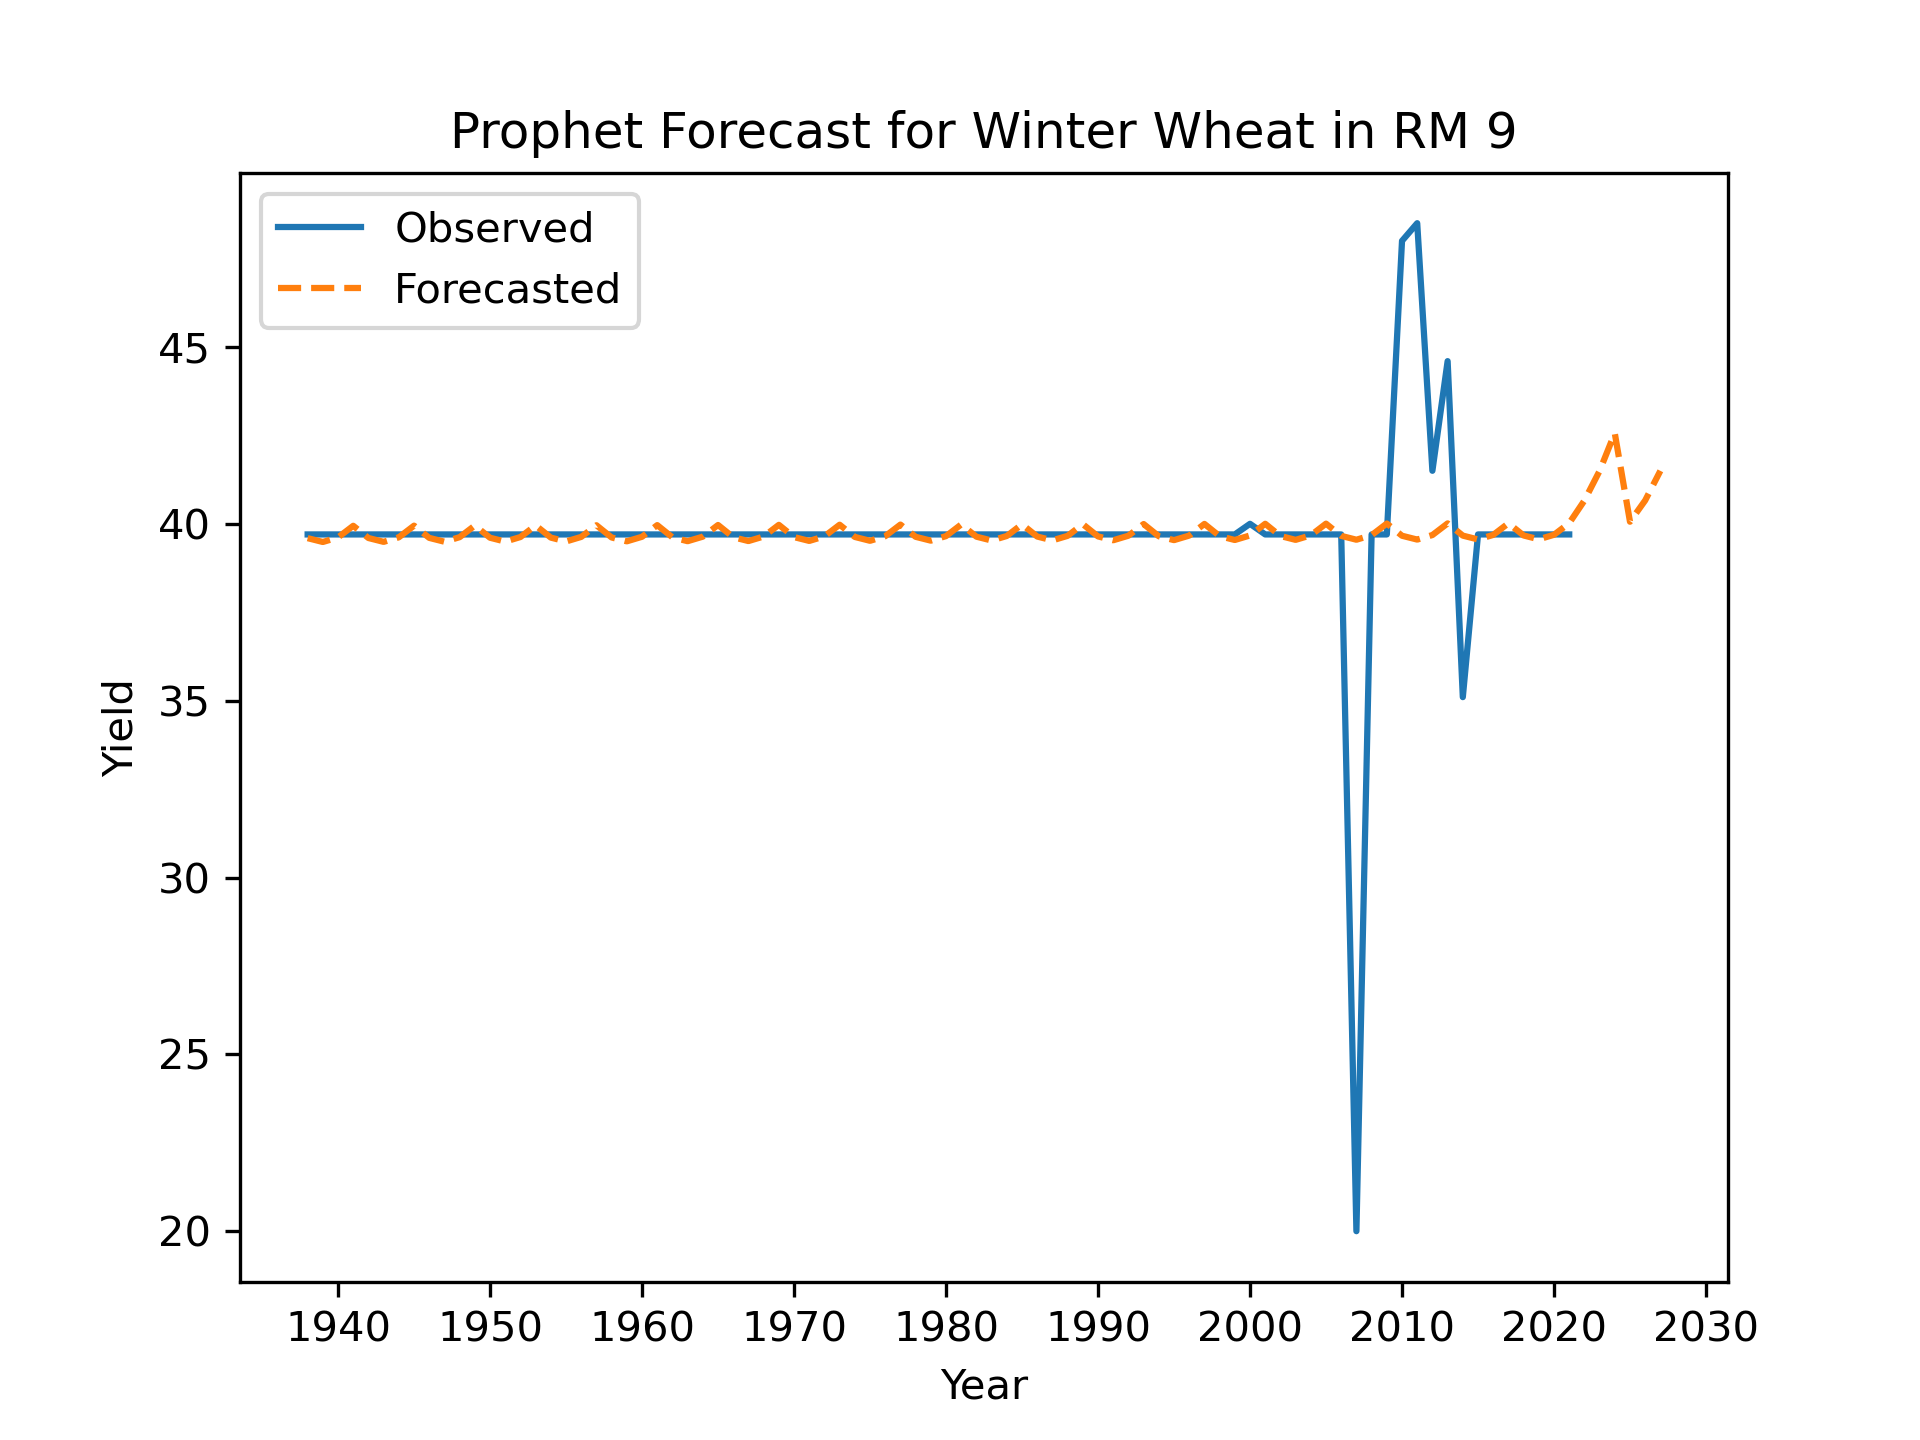 Prophet Forecast for Winter Wheat in RM 9
Observed
Forecasted
45
40
35
30
25
20
Yield
1940 1950 1960 1970 1980 1990 2000 2010 2020 2030
Year